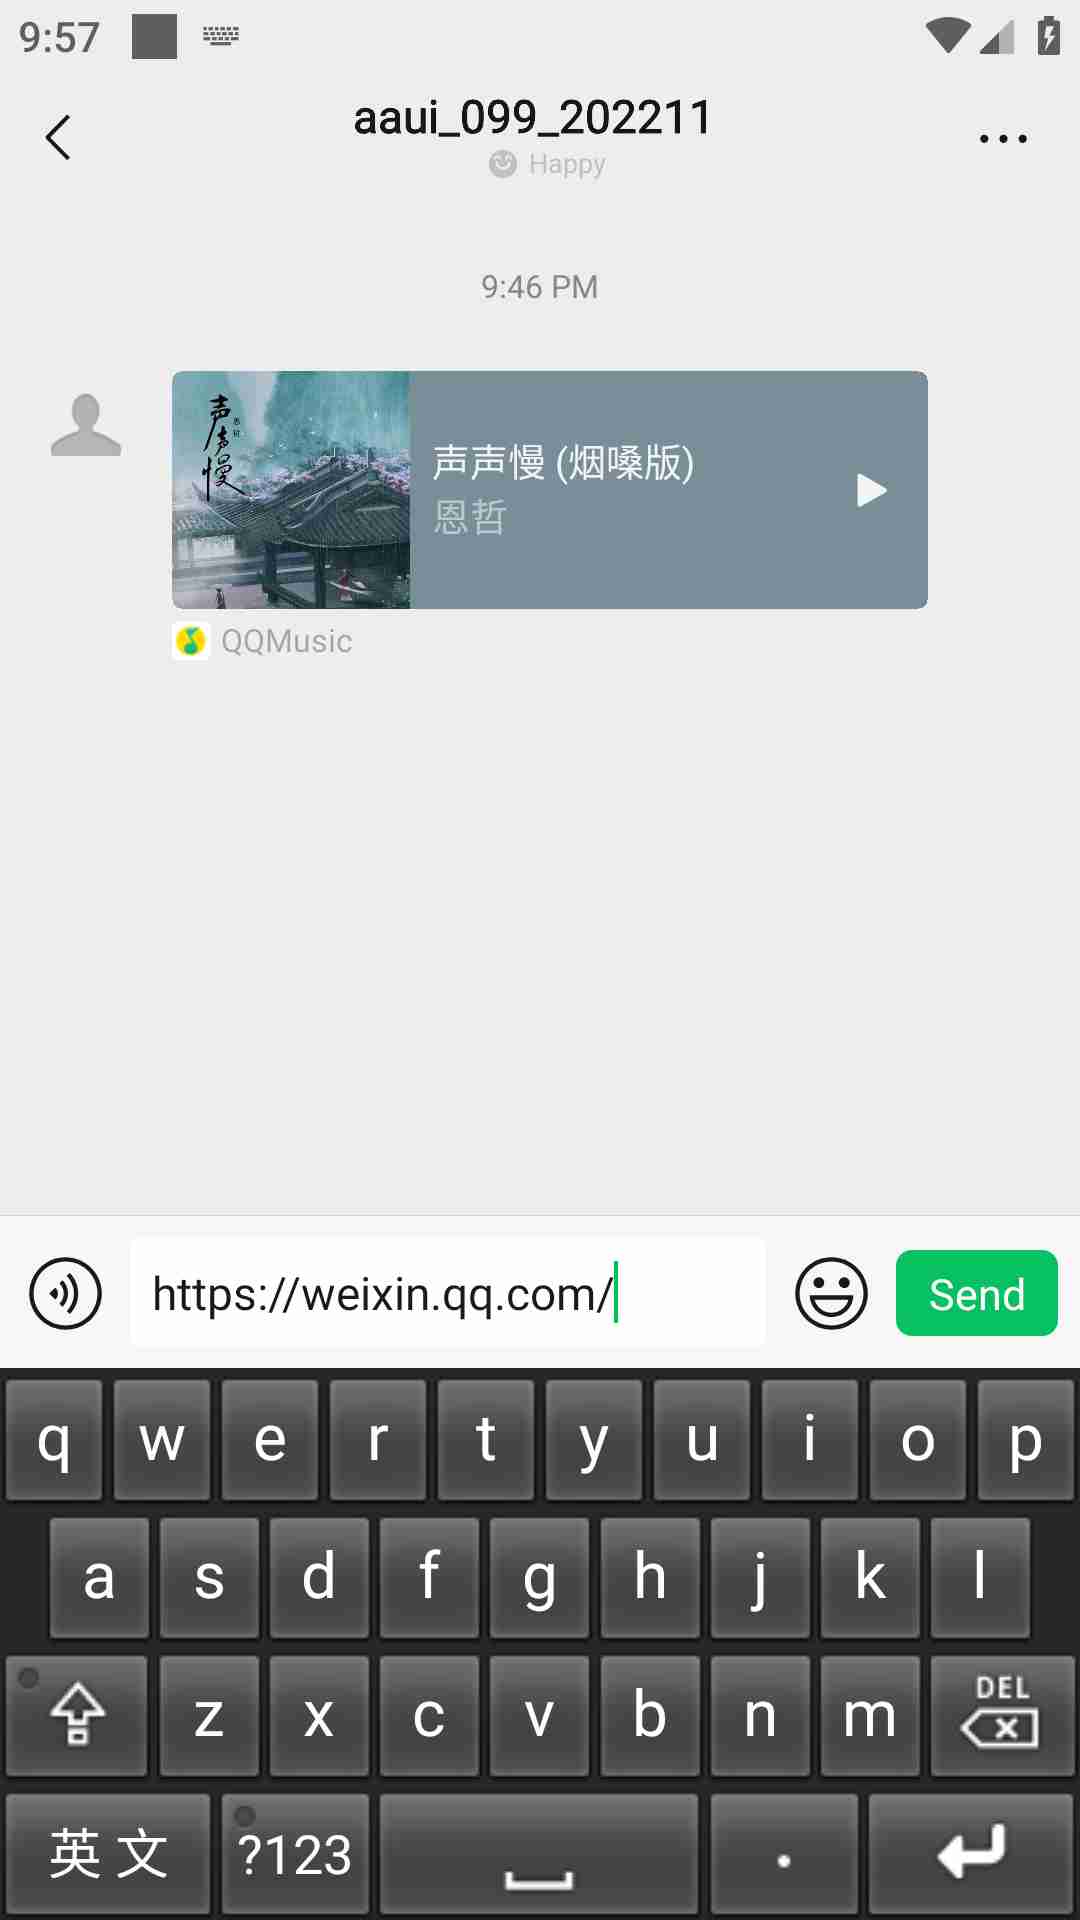 9:57
aaui_099_202211
Happy
9:46 PM
声声慢
声声慢 (烟嗓版)
恩哲
QQMusic
https://weixin.qq.com/
Send
q w e r t y u i o p
a s d f g h j k l
z x c v b n m DEL
英文 ?123 .